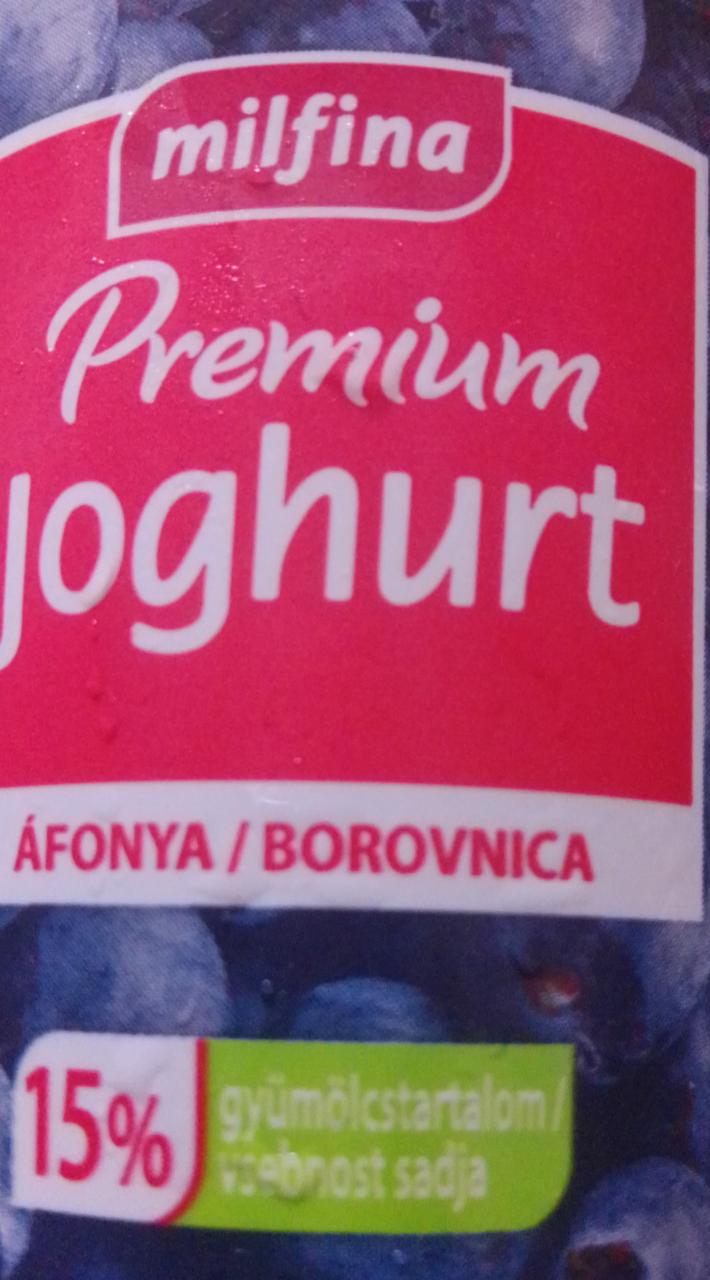 milfina
Premium
Joghurt
ÁFONYA / BOROVNICA
15%
gyümölcstartalom /
vsebnost sadja